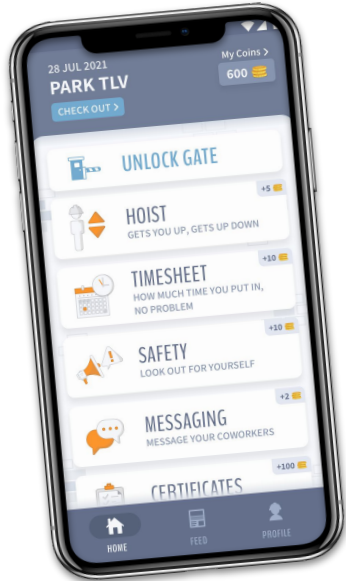 28 JUL 2021
My Coins >
PARK TLV
600
CHECK OUT >
UNLOCK GATE
+5
HOIST
GETS YOU UP, GETS UP DOWN
+10
TIMESHEET
HOW MUCH TIME YOU PUT IN,
NO PROBLEM
+10
SAFETY
LOOK OUT FOR YOURSELF
+2
MESSAGING
MESSAGE YOUR COWORKERS
+100
CERTIFICATES
HOME
FEED
PROFILE